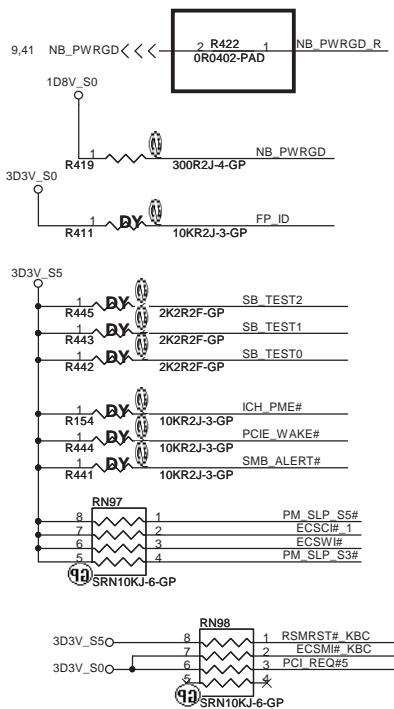 9,41 NB_PWRGD 2 R422 1 NB_PWRGD_R
0R0402-PAD
1D8V_S0
1 NB_PWRGD
R419 300R2J-4-GP
3D3V_S0
1 DY FP_ID
R411 10KR2J-3-GP
3D3V_S5
1 DY SB_TEST2
R445 2K2R2F-GP
1 DY SB_TEST1
R443 2K2R2F-GP
1 DY SB_TEST0
R442 2K2R2F-GP
1 DY ICH_PME#
R154 10KR2J-3-GP
1 DY PCIE_WAKE#
R444 10KR2J-3-GP
1 DY SMB_ALERT#
R441 10KR2J-3-GP
RN97
8 1 PM_SLP_S5#
7 2 ECSCI#_1
6 3 ECSWI#
5 4 PM_SLP_S3#
GP SRN10KJ-6-GP
RN98
3D3V_S5 8 1 RSMRST#_KBC
7 2 ECSMI#_KBC
3D3V_S0 6 3 PCI_REQ#5
5 4
GP SRN10KJ-6-GP